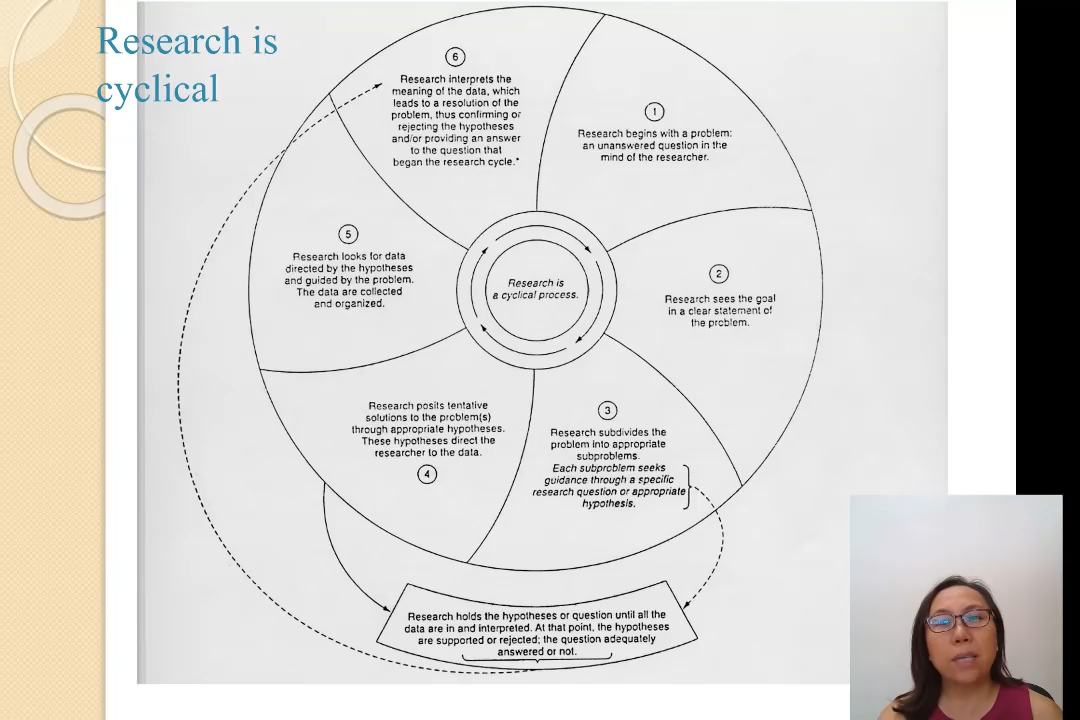 Research is
cyclical
6
Research interprets the
meaning of the data, which
leads to a resolution of the
problem, thus confirming or
rejecting the hypotheses
and/or providing an answer
to the question that
began the research cycle.*
1
Research begins with a problem:
an unanswered question in the
mind of the researcher.
5
Research looks for data
directed by the hypotheses
and guided by the problem.
The data are collected
and organized.
Research is
a cyclical process.
2
Research sees the goal
in a clear statement of
the problem.
4
Research posits tentative
solutions to the problem(s)
through appropriate hypotheses.
These hypotheses direct the
researcher to the data.
3
Research subdivides the
problem into appropriate
subproblems.
Each subproblem seeks
guidance through a specific
research question or appropriate
hypothesis.
Research holds the hypotheses or question until all the
data are in and interpreted. At that point, the hypotheses
are supported or rejected; the question adequately
answered or not.